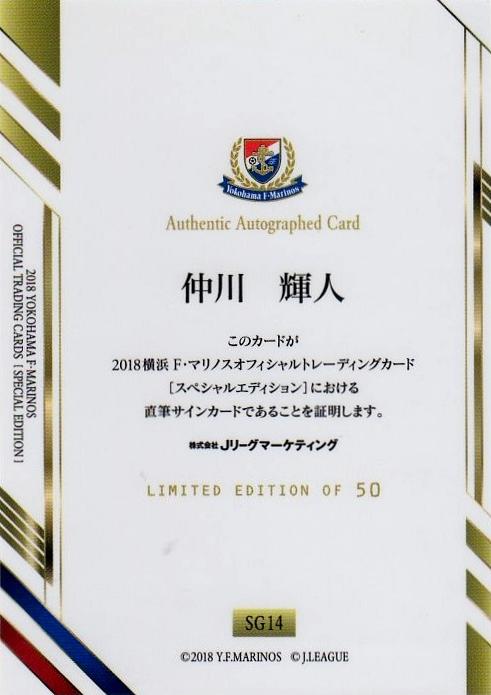 Yokohama F·Marinos
Authentic Autographed Card
仲川　輝人
このカードが
2018横浜 F・マリノスオフィシャルトレーディングカード
［スペシャルエディション］における
直筆サインカードであることを証明します。
株式会社Jリーグマーケティング
LIMITED EDITION OF 50
2018 YOKOHAMA F·MARINOS
OFFICIAL TRADING CARDS［SPECIAL EDITION］
SG14
©2018 Y.F.MARINOS ©J.LEAGUE